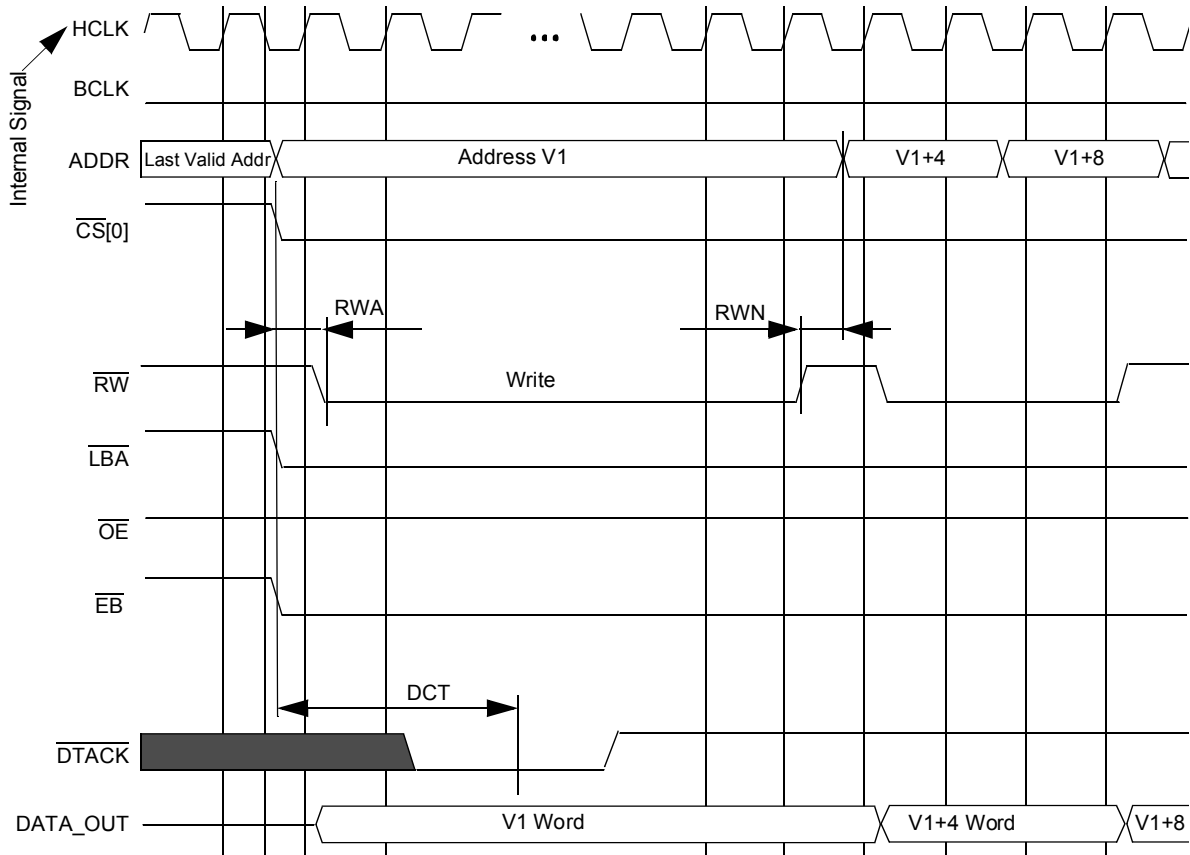 HCLK
...
Internal Signal
BCLK
ADDR
Last Valid Addr
Address V1
V1+4
V1+8
CS[0]
RWA
RWN
RW
Write
LBA
OE
EB
DCT
DTACK
DATA_OUT
V1 Word
V1+4 Word
V1+8